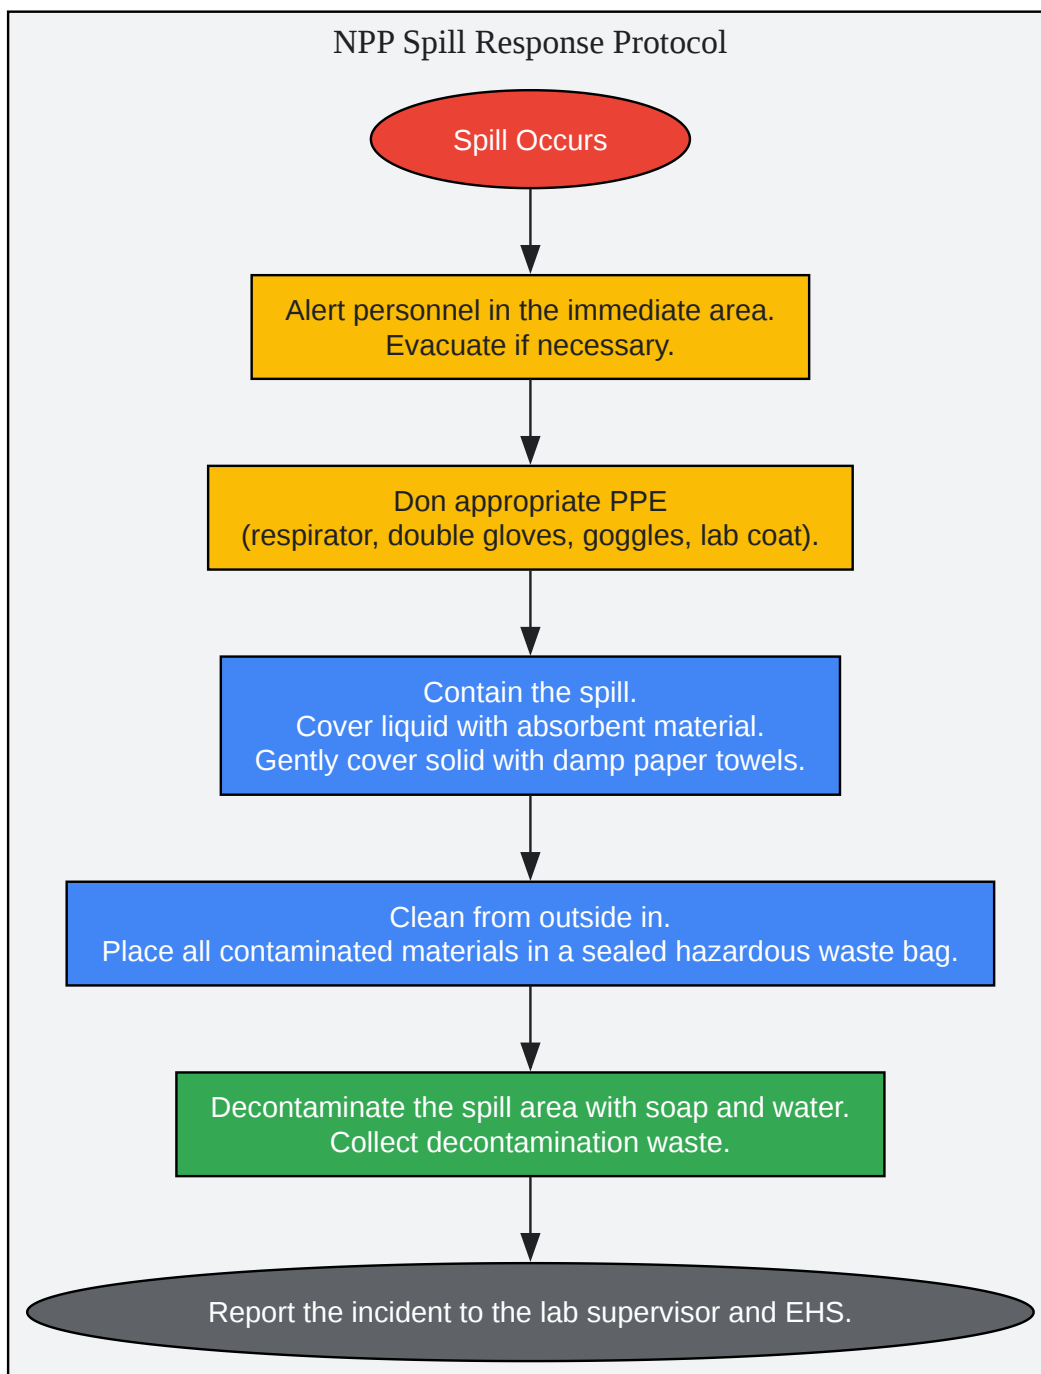 NPP Spill Response Protocol
Spill Occurs
Alert personnel in the immediate area.
Evacuate if necessary.
Don appropriate PPE
(respirator, double gloves, goggles, lab coat).
Contain the spill.
Cover liquid with absorbent material.
Gently cover solid with damp paper towels.
Clean from outside in.
Place all contaminated materials in a sealed hazardous waste bag.
Decontaminate the spill area with soap and water.
Collect decontamination waste.
Report the incident to the lab supervisor and EHS.